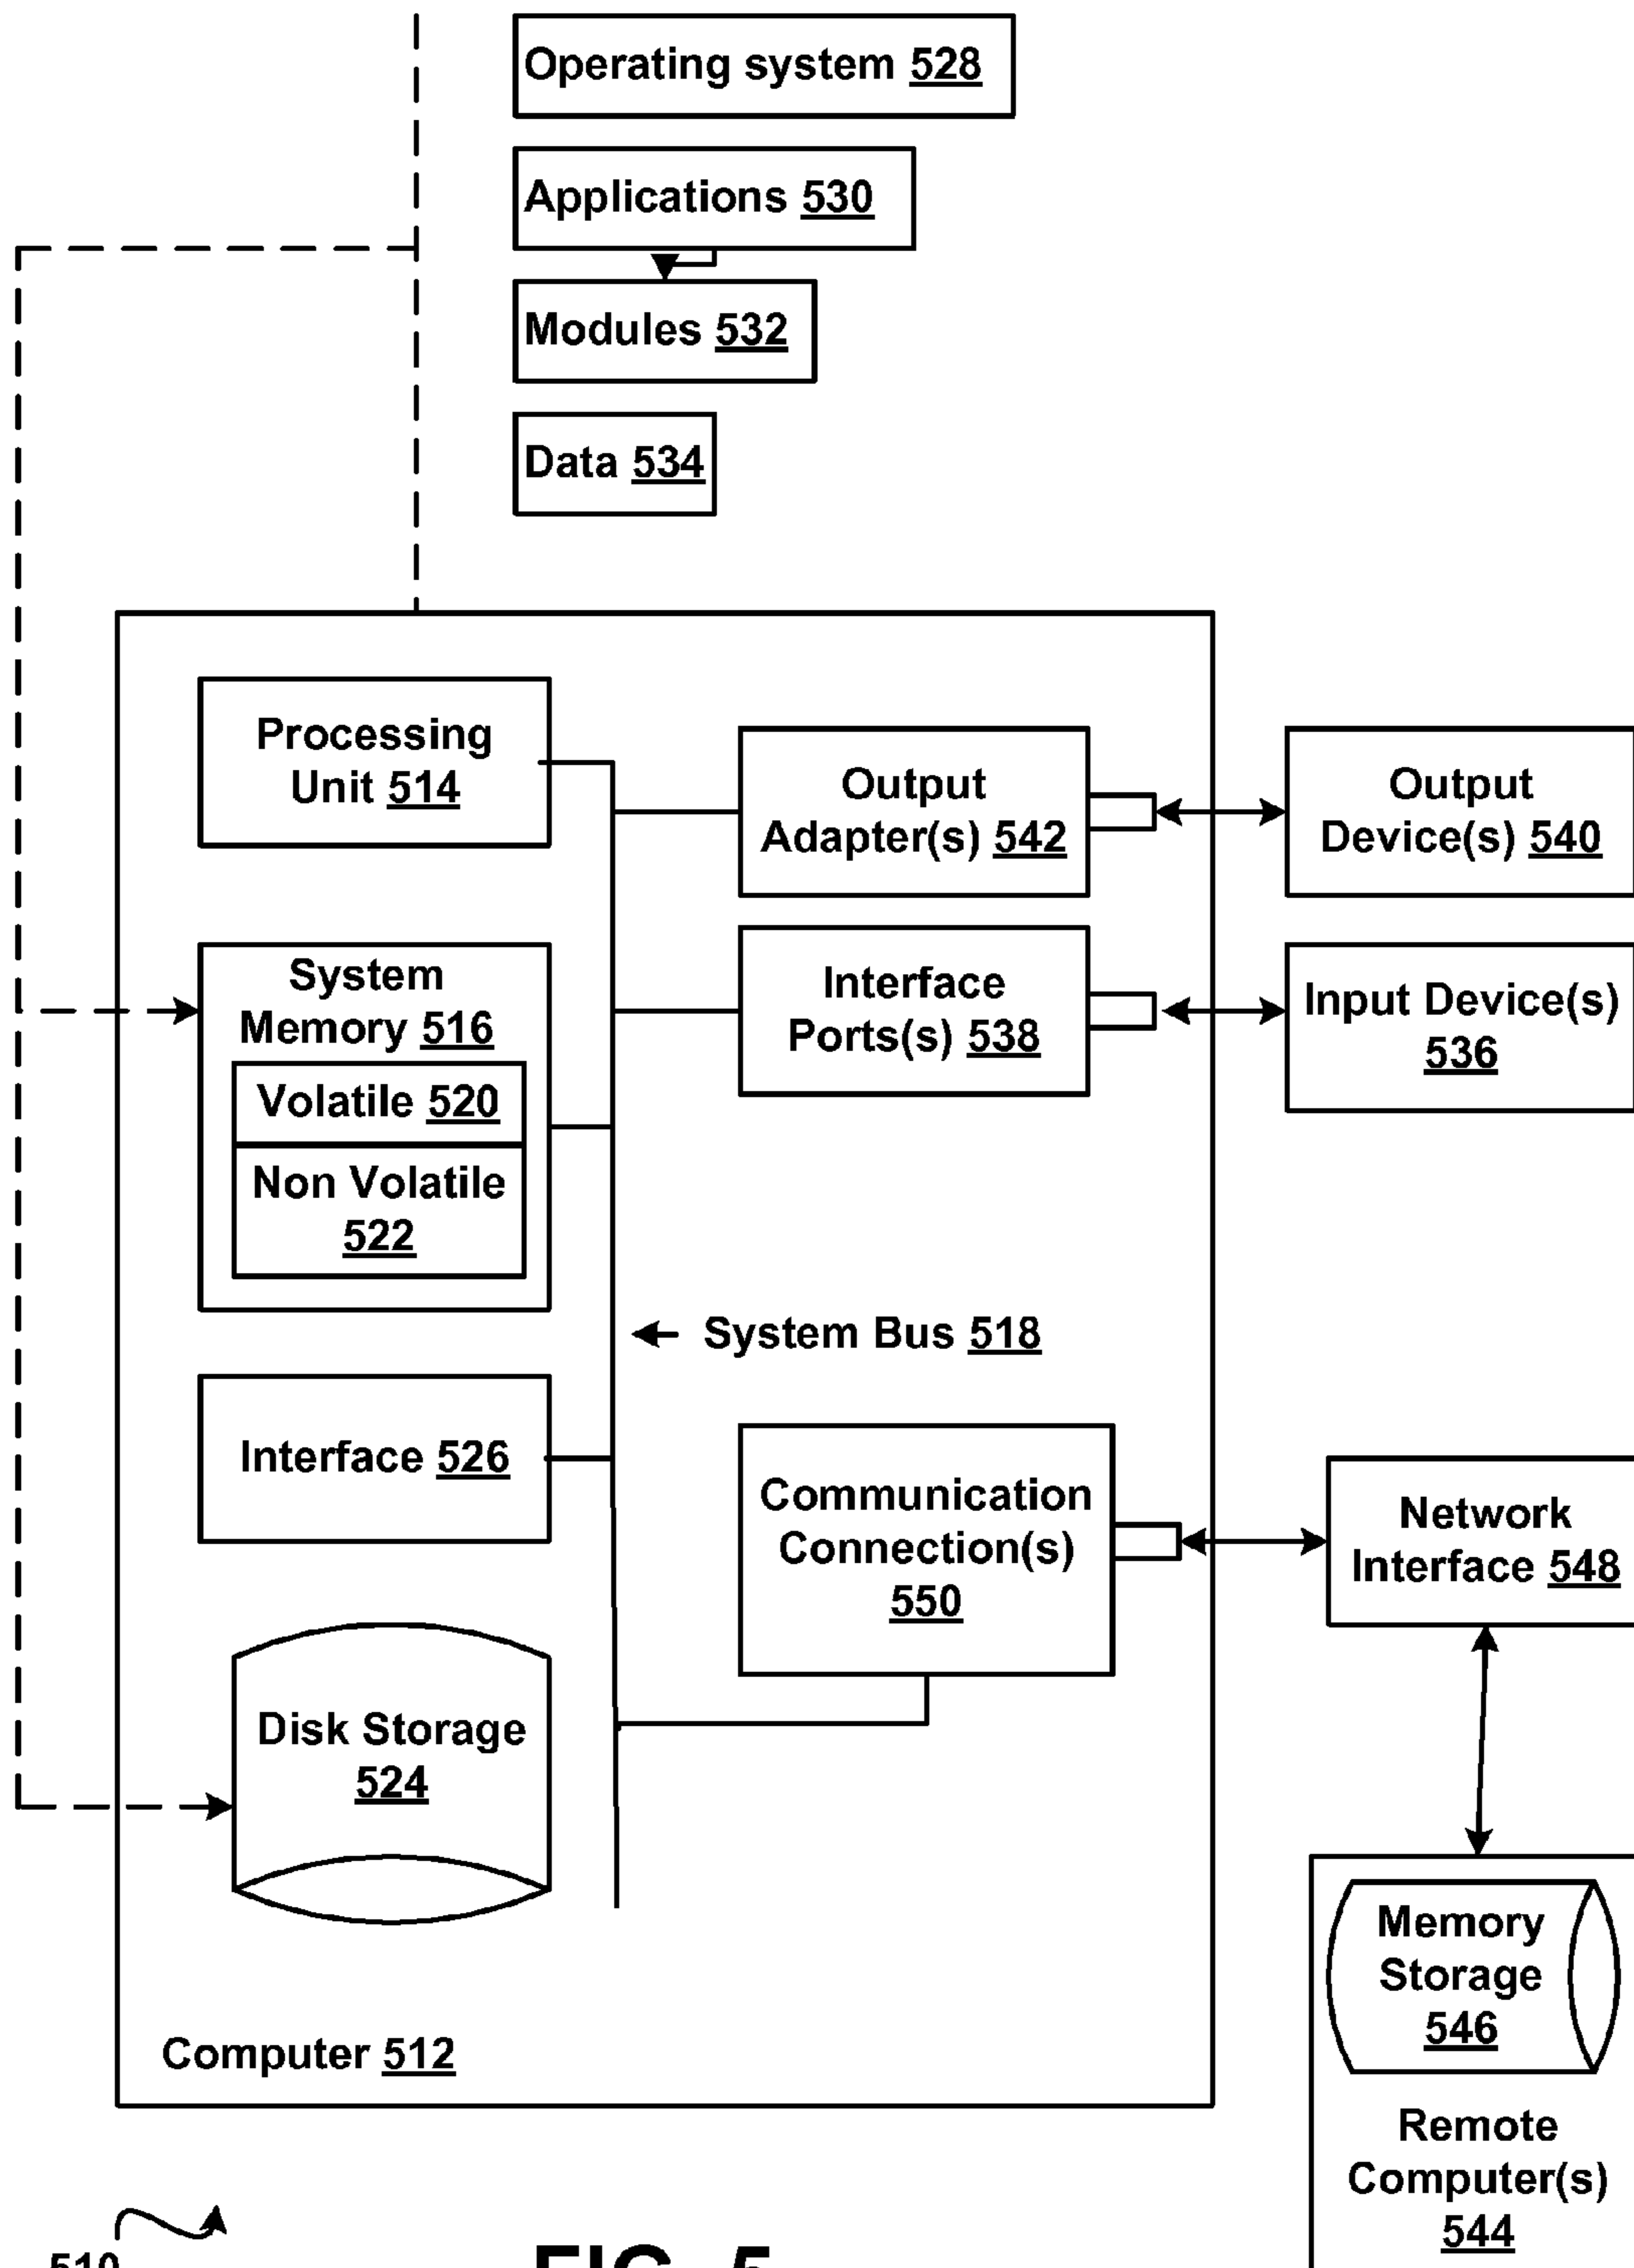 Operating system 528
Applications 530
Modules 532
Data 534
Processing
Unit 514
Output
Adapter(s) 542
Output
Device(s) 540
System
Memory 516
Volatile 520
Non Volatile
522
Interface
Ports(s) 538
Input Device(s)
536
System Bus 518
Interface 526
Communication
Connection(s)
550
Network
Interface 548
Disk Storage
524
Memory
Storage
546
Remote
Computer(s)
544
Computer 512
510
FIG. 5